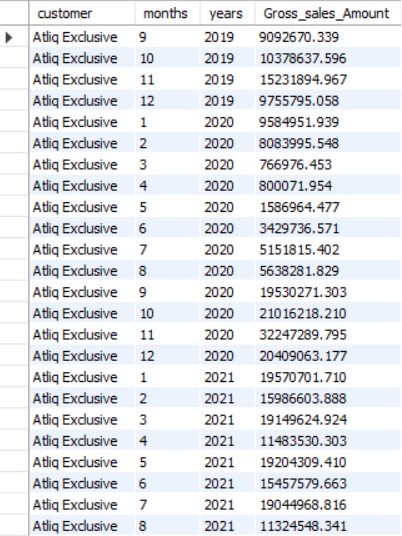 customer months years Gross_sales_Amount
Atliq Exclusive 9 2019 9092670.339
Atliq Exclusive 10 2019 10378637.596
Atliq Exclusive 11 2019 15231894.967
Atliq Exclusive 12 2019 9755795.058
Atliq Exclusive 1 2020 9584951.939
Atliq Exclusive 2 2020 8083995.548
Atliq Exclusive 3 2020 766976.453
Atliq Exclusive 4 2020 800071.954
Atliq Exclusive 5 2020 1586964.477
Atliq Exclusive 6 2020 3429736.571
Atliq Exclusive 7 2020 5151815.402
Atliq Exclusive 8 2020 5638281.829
Atliq Exclusive 9 2020 19530271.303
Atliq Exclusive 10 2020 21016218.210
Atliq Exclusive 11 2020 32247289.795
Atliq Exclusive 12 2020 20409063.177
Atliq Exclusive 1 2021 19570701.710
Atliq Exclusive 2 2021 15986603.888
Atliq Exclusive 3 2021 19149624.924
Atliq Exclusive 4 2021 11483530.303
Atliq Exclusive 5 2021 19204309.410
Atliq Exclusive 6 2021 15457579.663
Atliq Exclusive 7 2021 19044968.816
Atliq Exclusive 8 2021 11324548.341